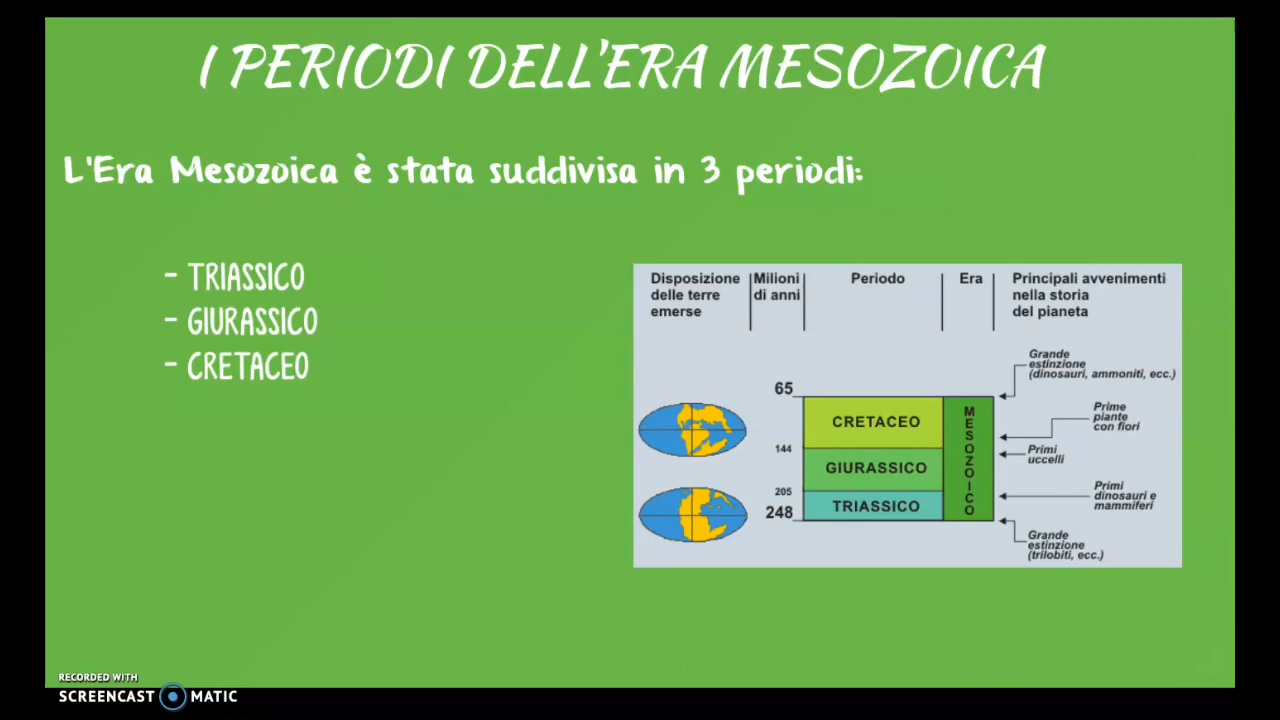 I PERIODI DELL'ERA MESOZOICA
L'Era Mesozoica è stata suddivisa in 3 periodi:
- TRIASSICO
- GIURASSICO
- CRETACEO
Disposizione
delle terre
emerse
Milioni
di anni
Periodo
Era
Principali avvenimenti
nella storia
del pianeta
65
144
205
248
CRETACEO
GIURASSICO
TRIASSICO
MESOZOICO
Grande
estinzione
(dinosauri, ammoniti, ecc.)
Prime
piante
con fiori
Primi
uccelli
Primi
dinosauri e
mammiferi
Grande
estinzione
(trilobiti, ecc.)
RECORDED WITH
SCREENCAST MATIC